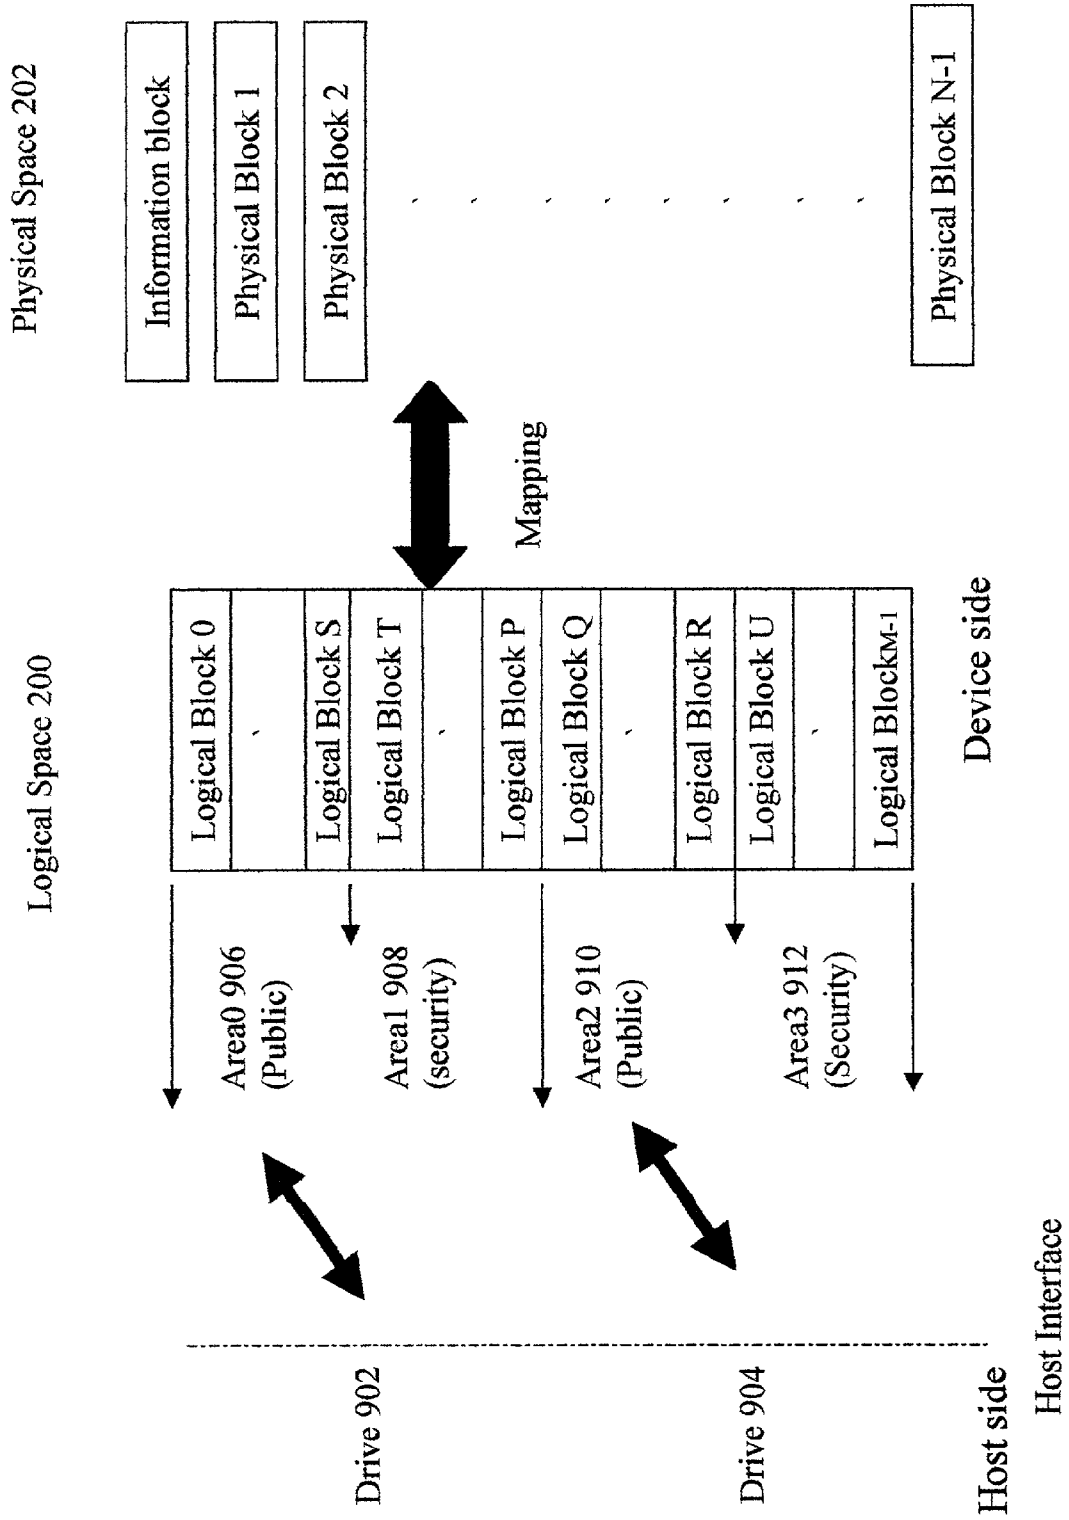 Physical Space 202
Information block
Physical Block 1
Physical Block 2
Physical Block N-1
Mapping
Logical Space 200
Logical Block 0
Logical Block S
Logical Block T
Logical Block P
Logical Block Q
Logical Block R
Logical Block U
Logical BlockM-1
Device side
Area0 906
(Public)
Area1 908
(security)
Area2 910
(Public)
Area3 912
(Security)
Drive 902
Drive 904
Host side
Host Interface